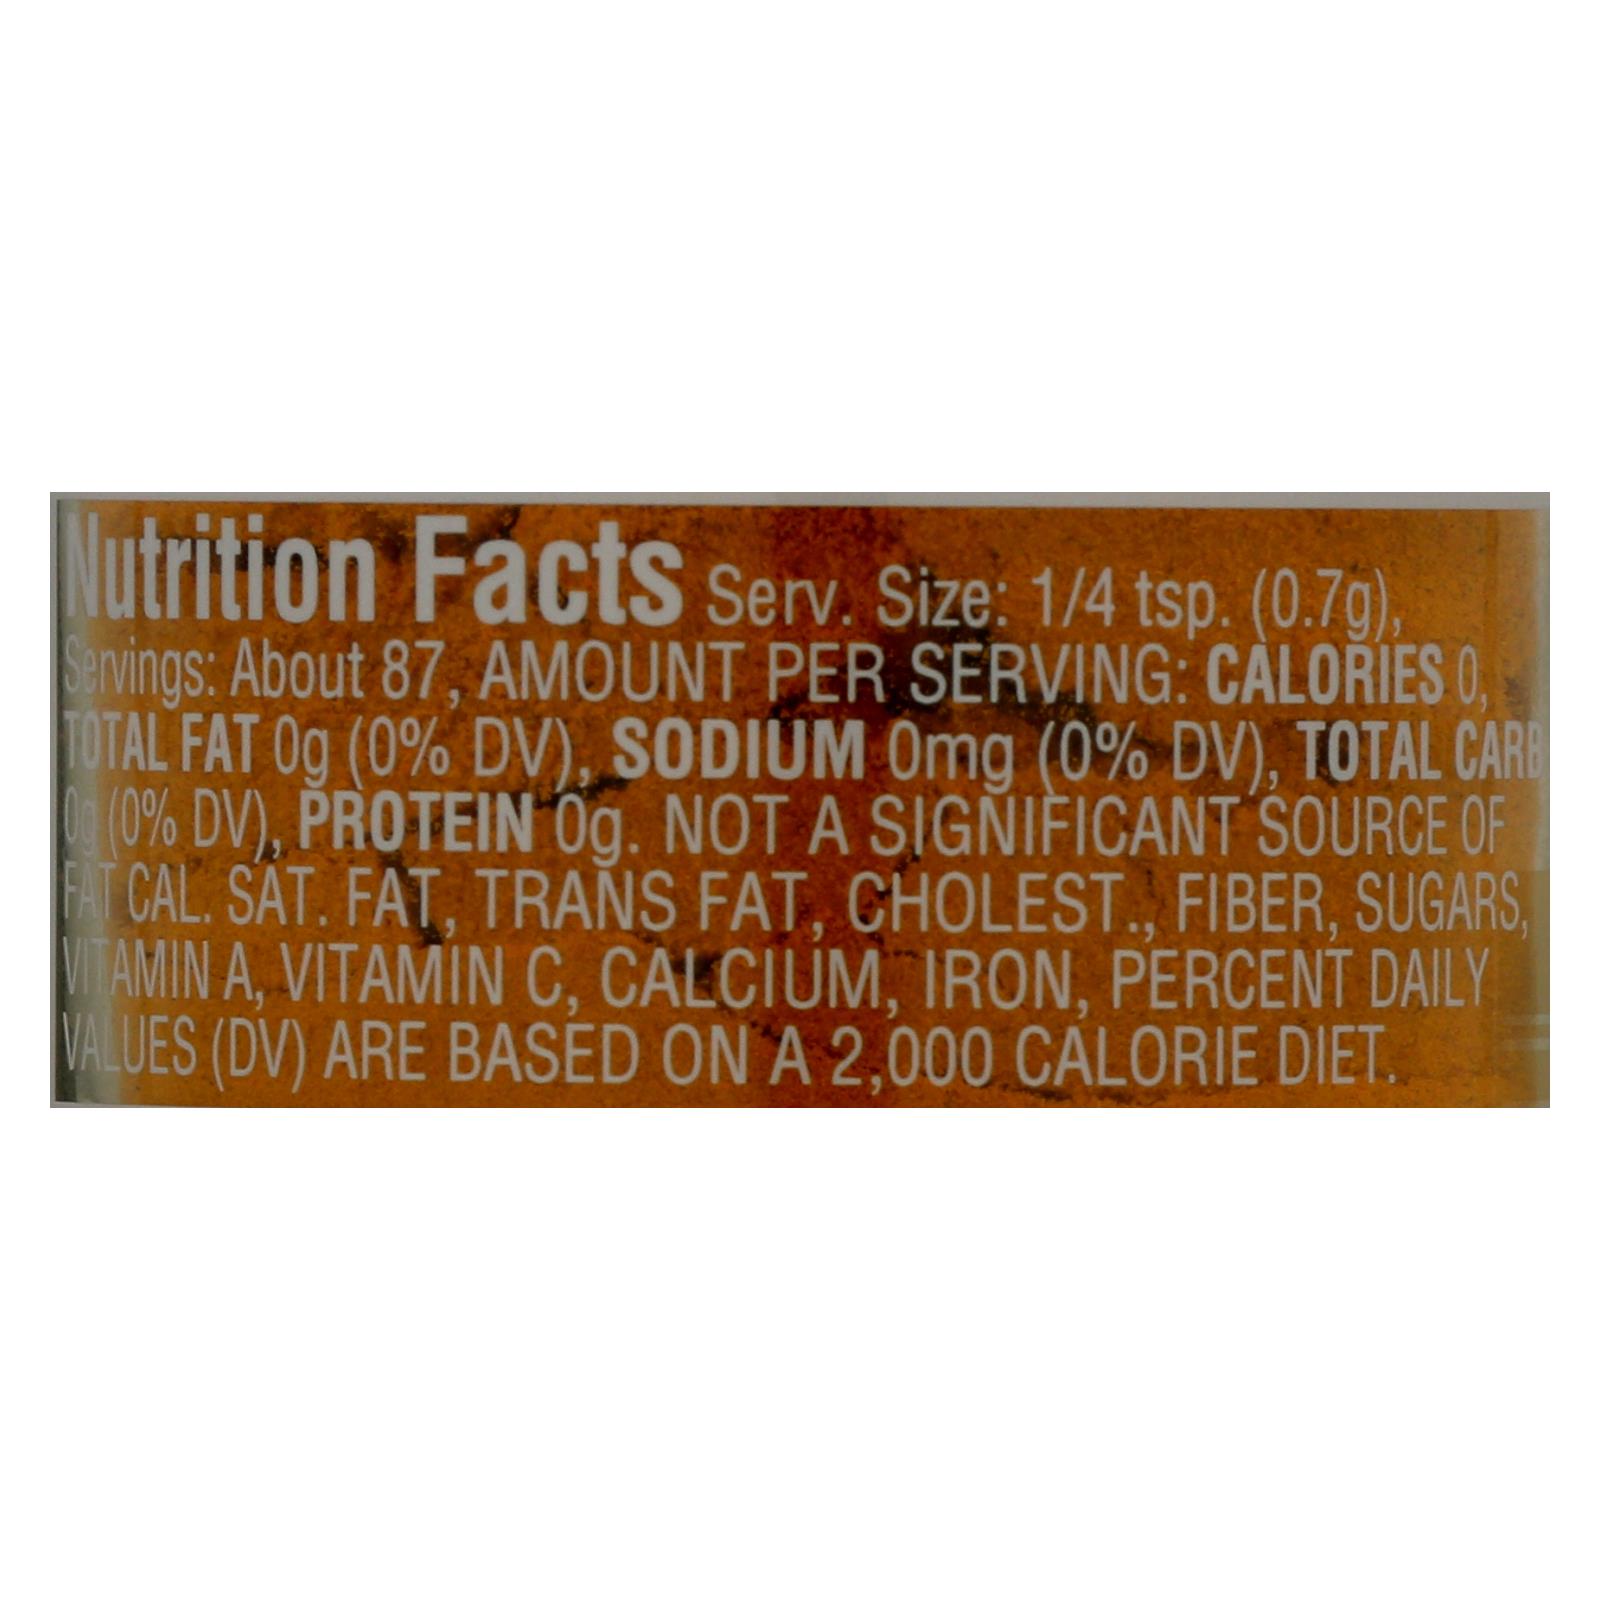 Nutrition Facts Serv. Size: 1/4 tsp. (0.7g),
Servings: About 87, AMOUNT PER SERVING: CALORIES 0,
TOTAL FAT 0g (0% DV), SODIUM 0mg (0% DV), TOTAL CARB
0g (0% DV), PROTEIN 0g. NOT A SIGNIFICANT SOURCE OF
FAT CAL. SAT. FAT, TRANS FAT, CHOLEST., FIBER, SUGARS,
VITAMIN A, VITAMIN C, CALCIUM, IRON, PERCENT DAILY
VALUES (DV) ARE BASED ON A 2,000 CALORIE DIET.